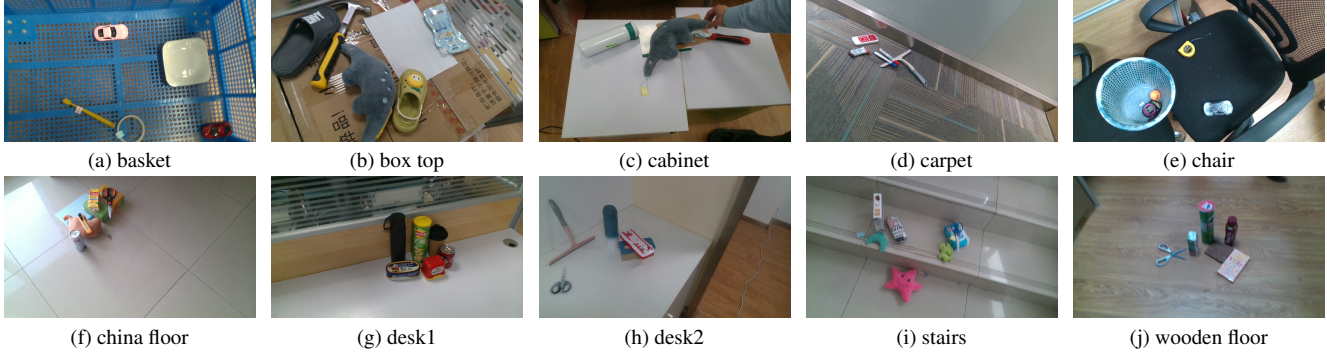 (a) basket
(b) box top
(c) cabinet
(d) carpet
(e) chair
(f) china floor
(g) desk1
(h) desk2
(i) stairs
(j) wooden floor